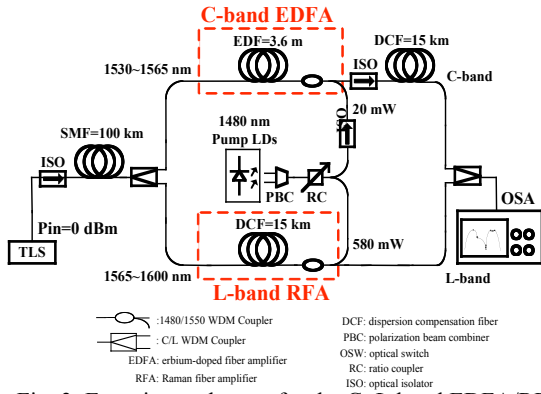 C-band EDFA
EDF=3.6 m
DCF=15 km
ISO
1530~1565 nm
C-band
20 mW
ISO
1480 nm
Pump LDs
SMF=100 km
ISO
PBC
RC
OSA
Pin=0 dBm
DCF=15 km
580 mW
TLS
1565~1600 nm
L-band
L-band RFA
:1480/1550 WDM Coupler
: C/L WDM Coupler
EDFA: erbium-doped fiber amplifier
RFA: Raman fiber amplifier
DCF: dispersion compensation fiber
PBC: polarization beam combiner
OSW: optical switch
RC: ratio coupler
ISO: optical isolator